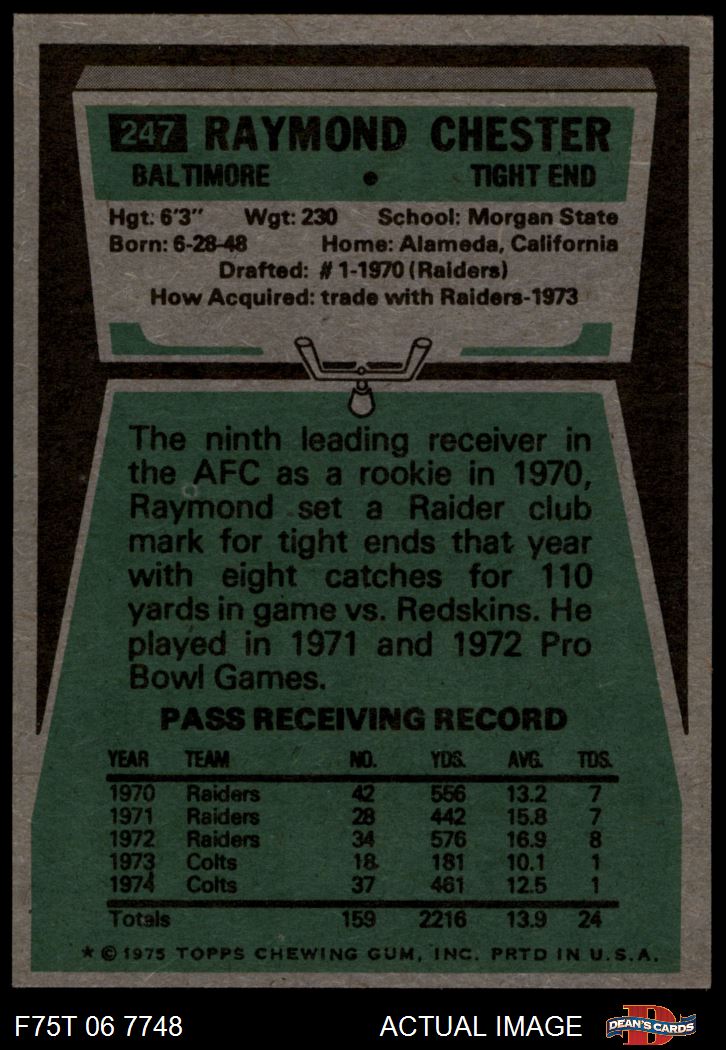 247 RAYMOND CHESTER
BALTIMORE • TIGHT END
Hgt: 6'3" Wgt: 230 School: Morgan State
Born: 6-28-48 Home: Alameda, California
Drafted: #1-1970 (Raiders)
How Acquired: trade with Raiders-1973
The ninth leading receiver in
the AFC as a rookie in 1970,
Raymond set a Raider club
mark for tight ends that year
with eight catches for 110
yards in game vs. Redskins. He
played in 1971 and 1972 Pro
Bowl Games.
PASS RECEIVING RECORD
YEAR TEAM NO. YDS. AVG. TDS.
1970 Raiders 42 556 13.2 7
1971 Raiders 28 442 15.8 7
1972 Raiders 34 576 16.9 8
1973 Colts 18 181 10.1 1
1974 Colts 37 461 12.5 1
Totals 159 2216 13.9 24
* © 1975 TOPPS CHEWING GUM, INC. PRTD IN U.S.A.
F75T 06 7748 ACTUAL IMAGE D DEAN'S CARDS